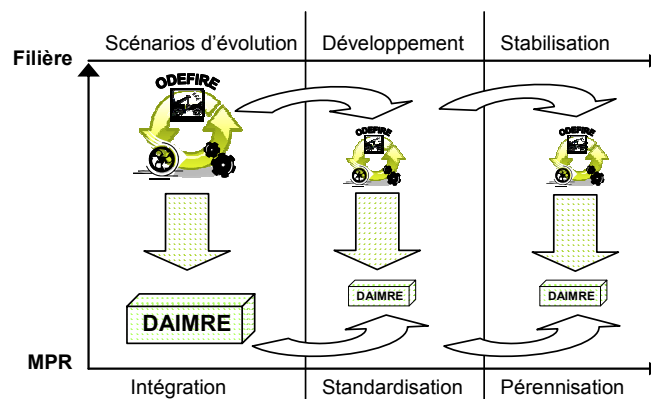 Scénarios d'évolution
Développement
Stabilisation
Filière
ODEFIRE
ODEFIRE
ODEFIRE
DAIMRE
DAIMRE
DAIMRE
MPR
Intégration
Standardisation
Pérennisation